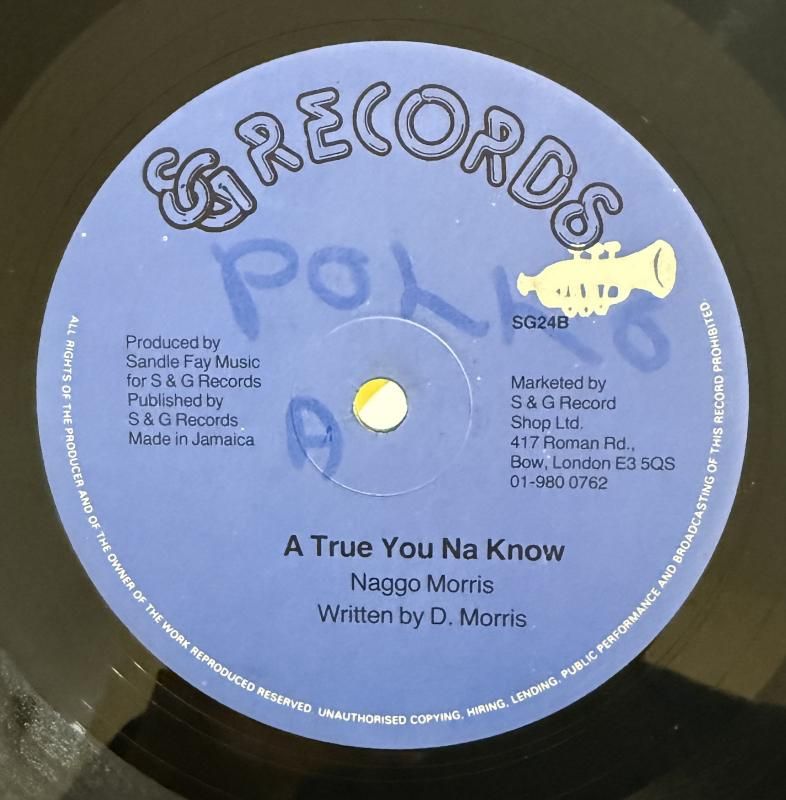 SG RECORDS
SG24B
Produced by
Sandle Fay Music
for S & G Records
Published by
S & G Records
Made in Jamaica
Marketed by
S & G Record
Shop Ltd.
417 Roman Rd.,
Bow, London E3 5QS
01-980 0762
A
A True You Na Know
Naggo Morris
Written by D. Morris
ALL RIGHTS OF THE PRODUCER AND OF THE OWNER OF THE WORK REPRODUCED RESERVED UNAUTHORISED COPYING, HIRING, LENDING, PUBLIC PERFORMANCE AND BROADCASTING OF THIS RECORD PROHIBITED.